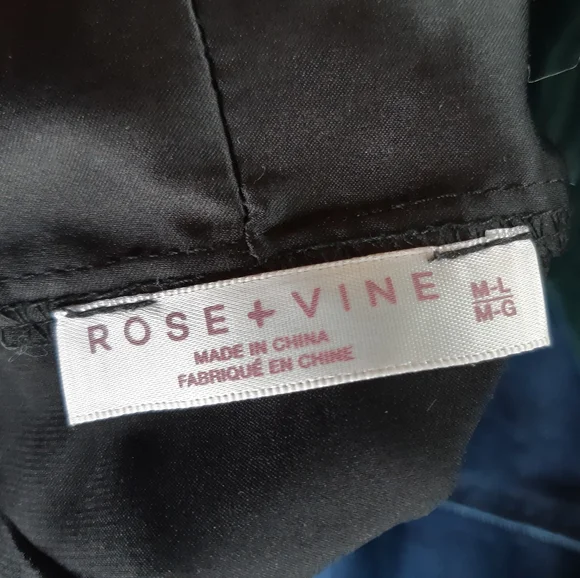 ROSE + VINE
M-L
M-G
MADE IN CHINA
FABRIQUÉ EN CHINE